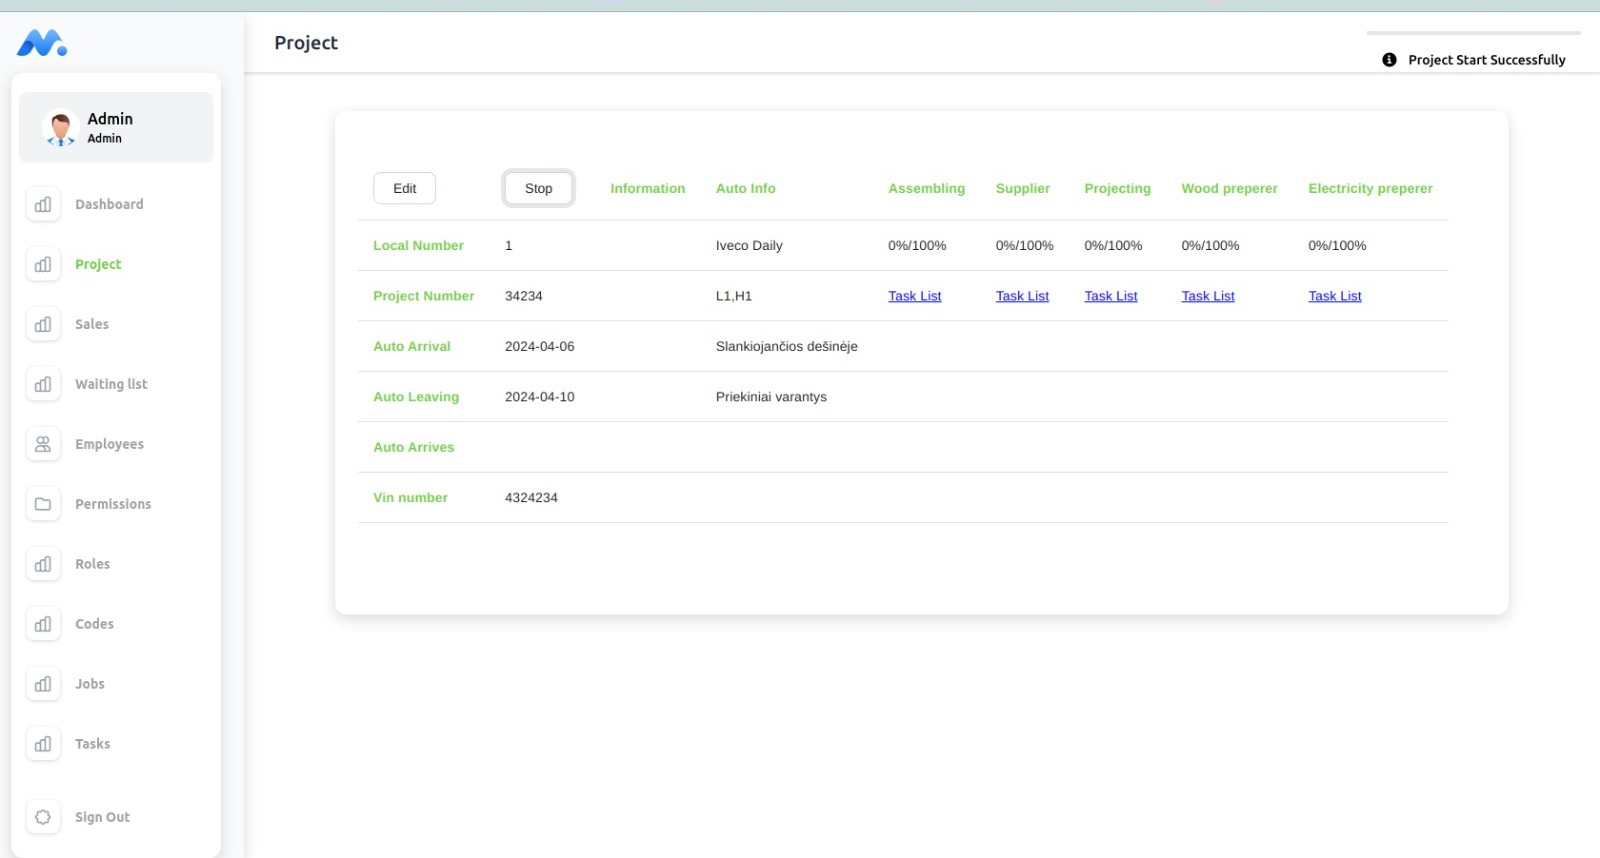 Project
Project Start Successfully
Admin
Admin
Dashboard
Project
Sales
Waiting list
Employees
Permissions
Roles
Codes
Jobs
Tasks
Sign Out
Edit Stop Information Auto Info Assembling Supplier Projecting Wood preperer Electricity preperer
Local Number 1 Iveco Daily 0%/100% 0%/100% 0%/100% 0%/100% 0%/100%
Project Number 34234 L1,H1 Task List Task List Task List Task List Task List
Auto Arrival 2024-04-06 Slankiojančios dešinėje
Auto Leaving 2024-04-10 Priekiniai varantys
Auto Arrives
Vin number 4324234